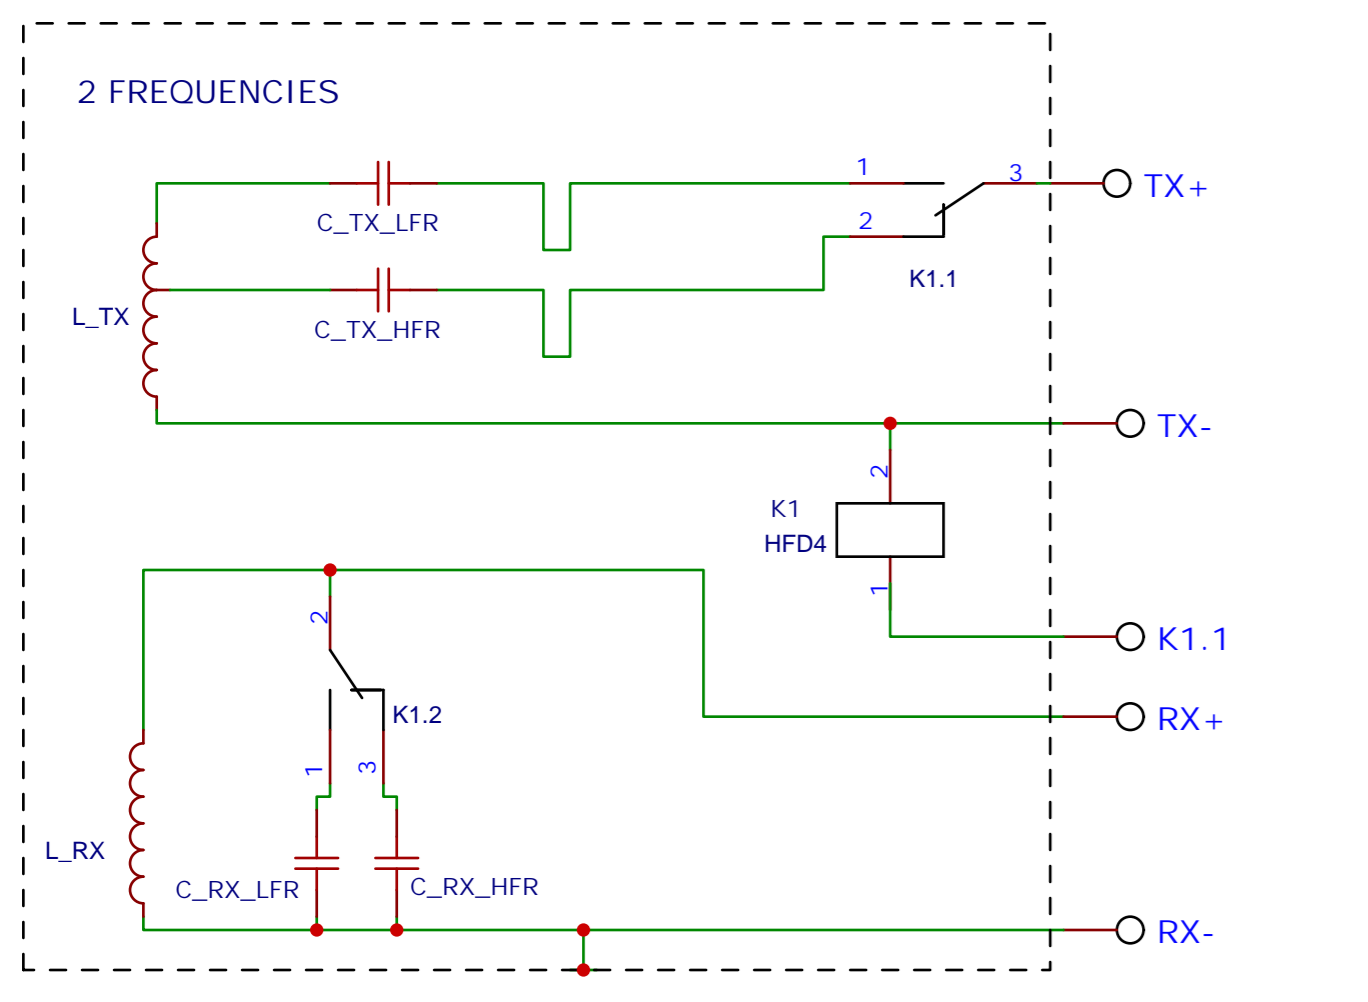 2 FREQUENCIES
1
3
TX+
C_TX_LFR
2
K1.1
L_TX
C_TX_HFR
TX-
2
K1
HFD4
1
2
K1.1
K1.2
RX+
1
3
L_RX
C_RX_LFR
C_RX_HFR
RX-